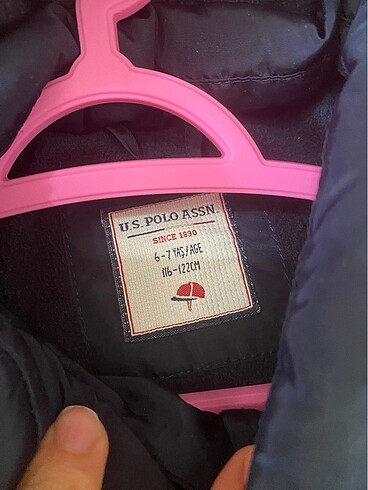 U.S. POLO ASSN.
SINCE 1890
6-7 YAŞ/AGE
116-122CM